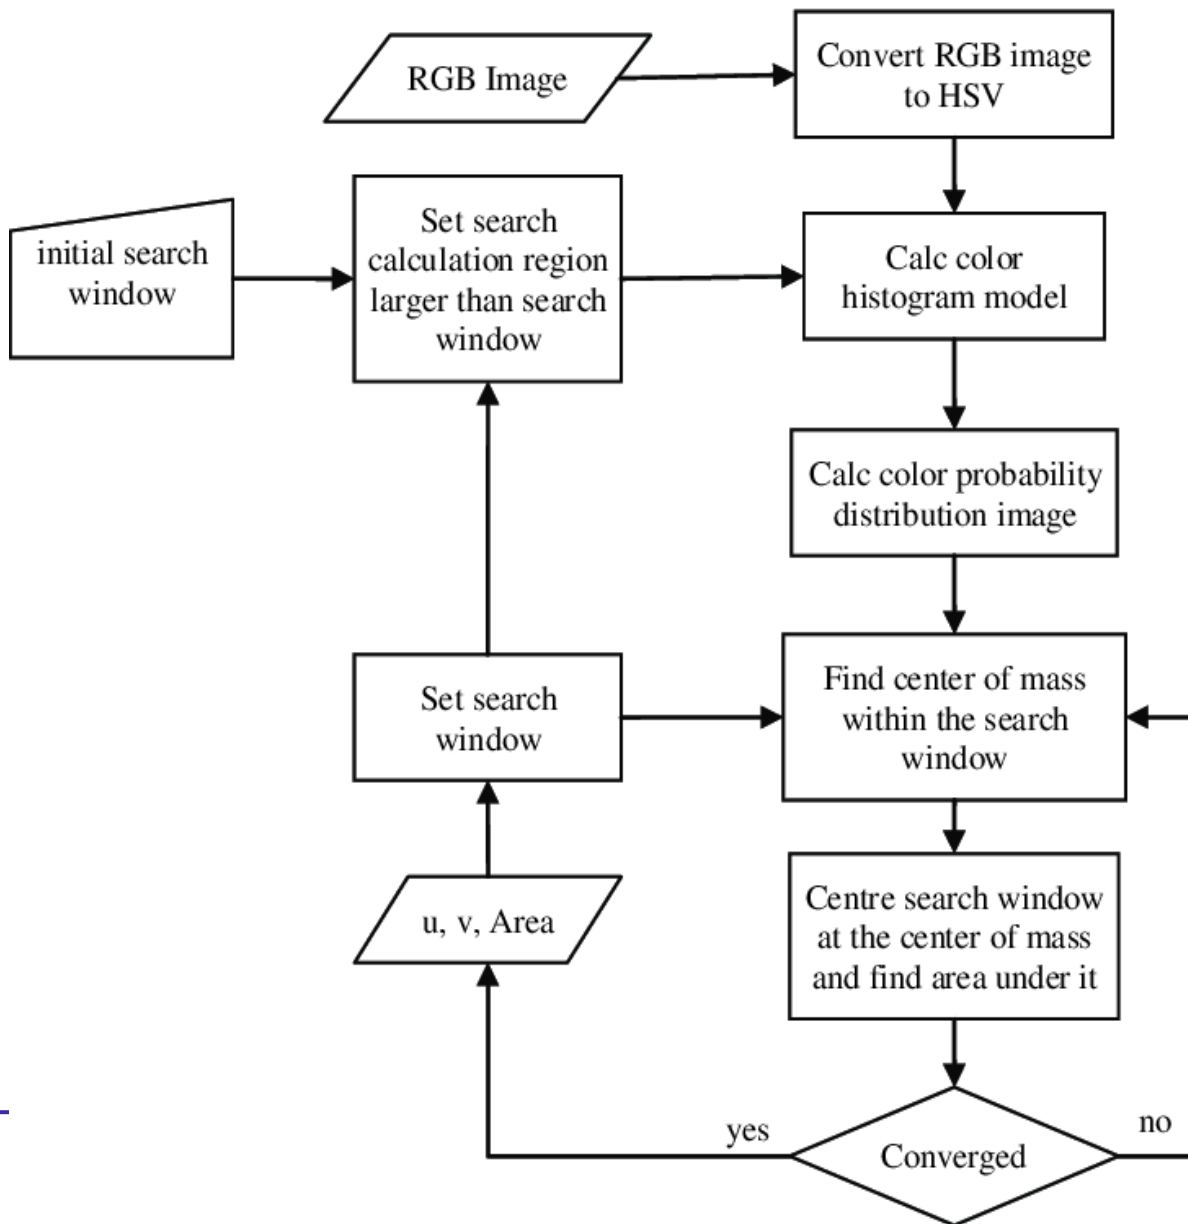 RGB Image
Convert RGB image
to HSV
initial search
window
Set search
calculation region
larger than search
window
Calc color
histogram model
Calc color probability
distribution image
Set search
window
Find center of mass
within the search
window
u, v, Area
Centre search window
at the center of mass
and find area under it
yes
no
Converged